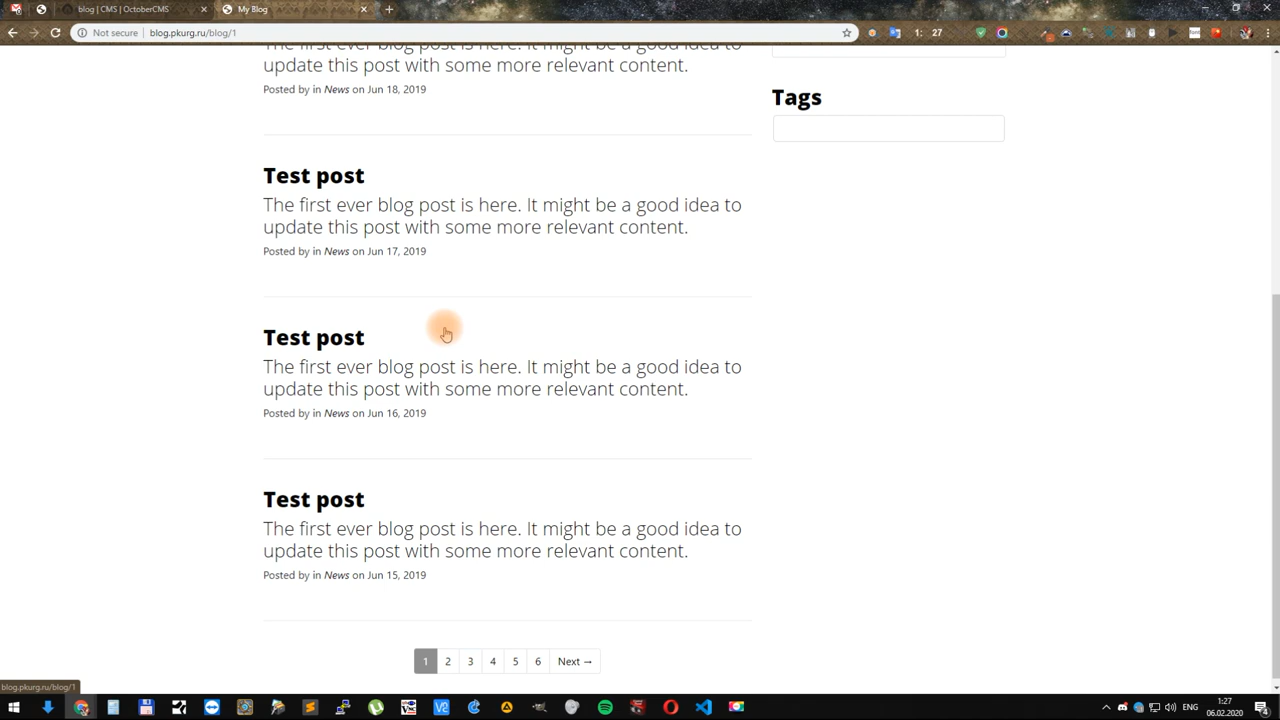 blog | CMS | OctoberCMS
My Blog
Not secure
blog.pkurg.ru/blog/1
1: 27
The first ever blog post is here. It might be a good idea to
update this post with some more relevant content.
Posted by in News on Jun 18, 2019
Test post
The first ever blog post is here. It might be a good idea to
update this post with some more relevant content.
Posted by in News on Jun 17, 2019
Test post
The first ever blog post is here. It might be a good idea to
update this post with some more relevant content.
Posted by in News on Jun 16, 2019
Test post
The first ever blog post is here. It might be a good idea to
update this post with some more relevant content.
Posted by in News on Jun 15, 2019
1 2 3 4 5 6 Next →
Tags
blog.pkurg.ru/blog/1
ENG
1:27
06.02.2020